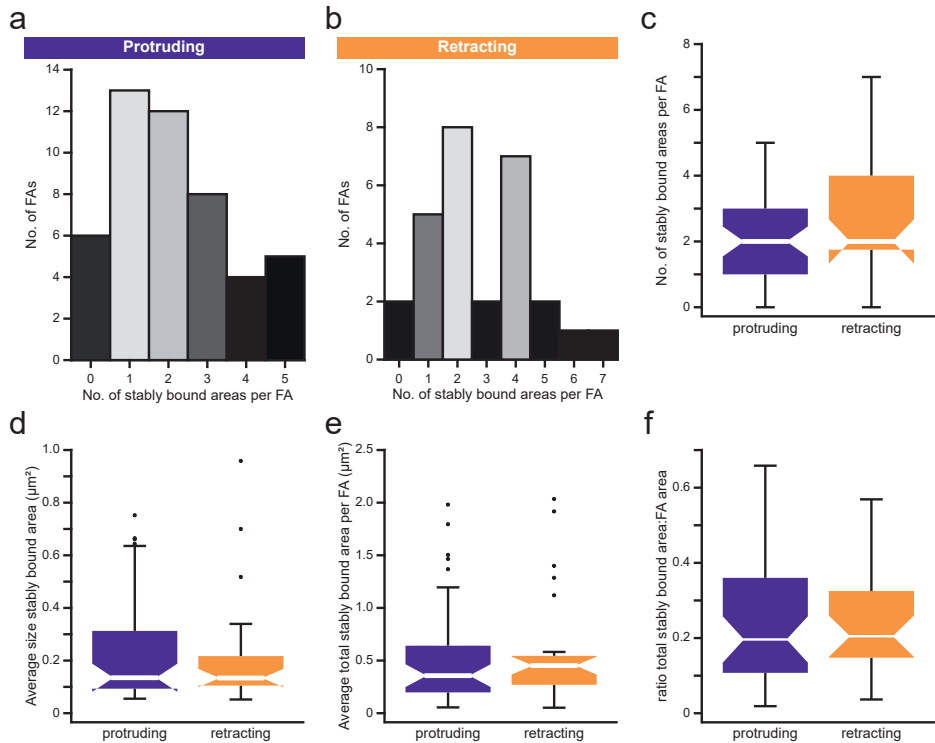 a
Protruding
No. of FAs
14
12
10
8
6
4
2
0
0 1 2 3 4 5
No. of stably bound areas per FA
b
Retracting
No. of FAs
10
8
6
4
2
0
0 1 2 3 4 5 6 7
No. of stably bound areas per FA
c
No. of stably bound areas per FA
8
6
4
2
0
protruding retracting
d
Average size stably bound area (µm²)
1.0
0.8
0.6
0.4
0.2
0
protruding retracting
e
Average total stably bound area per FA (µm²)
2.5
2.0
1.5
1.0
0.5
0
protruding retracting
f
ratio total stably bound area:FA area
0.6
0.4
0.2
0
protruding retracting